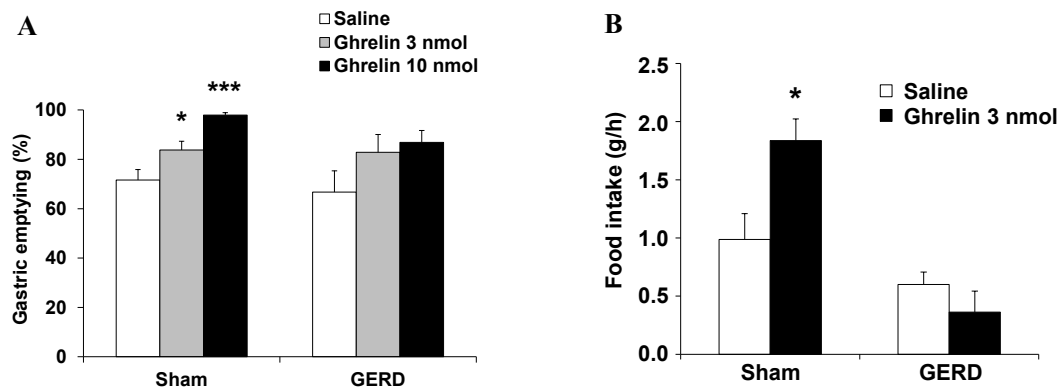 A
Saline
Ghrelin 3 nmol
Ghrelin 10 nmol
Gastric emptying (%)
100
80
60
40
20
0
*
***
Sham
GERD
B
Saline
Ghrelin 3 nmol
Food intake (g/h)
2.5
2.0
1.5
1.0
0.5
0.0
*
Sham
GERD